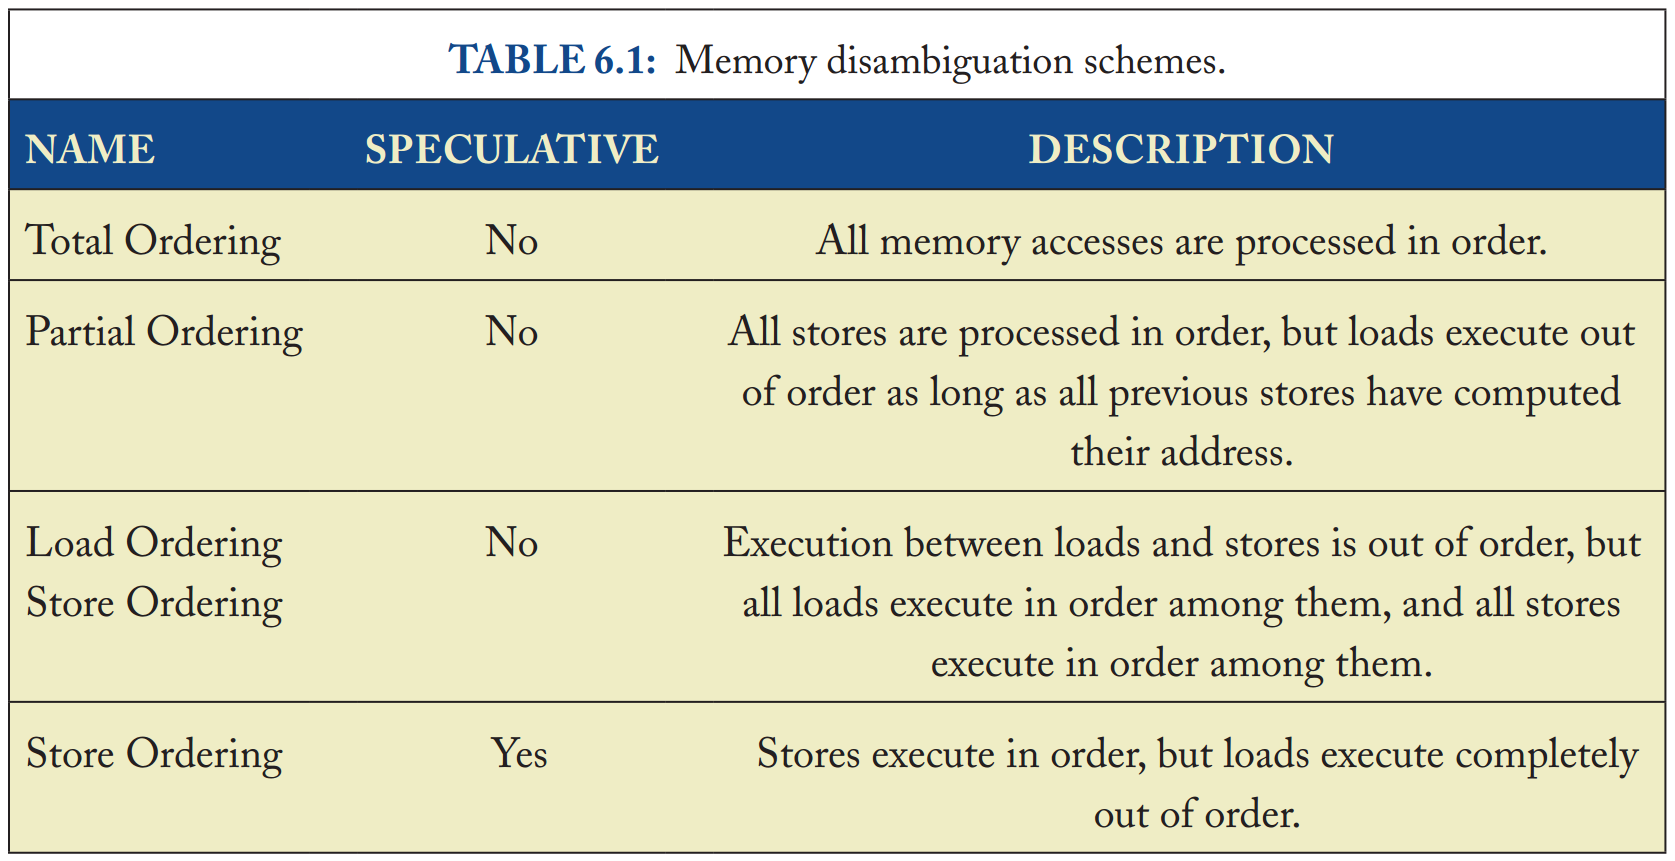 TABLE 6.1: Memory disambiguation schemes.
NAME SPECULATIVE DESCRIPTION
Total Ordering No All memory accesses are processed in order.
Partial Ordering No All stores are processed in order, but loads execute out
of order as long as all previous stores have computed
their address.
Load Ordering No Execution between loads and stores is out of order, but
Store Ordering all loads execute in order among them, and all stores
execute in order among them.
Store Ordering Yes Stores execute in order, but loads execute completely
out of order.